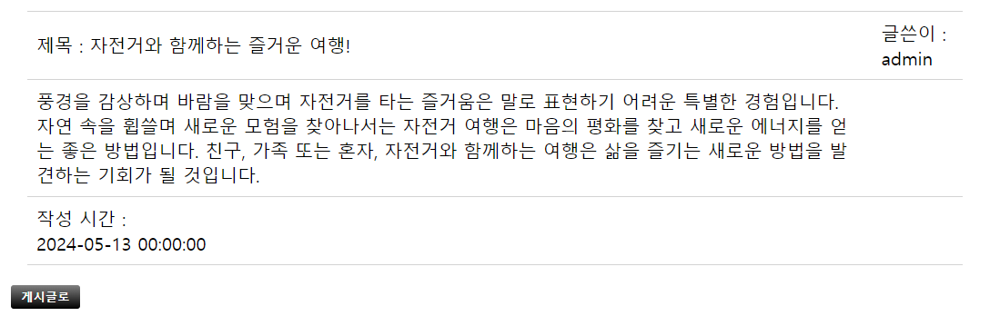 제목 : 자전거와 함께하는 즐거운 여행!
글쓴이 :
admin
풍경을 감상하며 바람을 맞으며 자전거를 타는 즐거움은 말로 표현하기 어려운 특별한 경험입니다.
자연 속을 휩쓸며 새로운 모험을 찾아나서는 자전거 여행은 마음의 평화를 찾고 새로운 에너지를 얻
는 좋은 방법입니다. 친구, 가족 또는 혼자, 자전거와 함께하는 여행은 삶을 즐기는 새로운 방법을 발
견하는 기회가 될 것입니다.
작성 시간 :
2024-05-13 00:00:00
게시글로